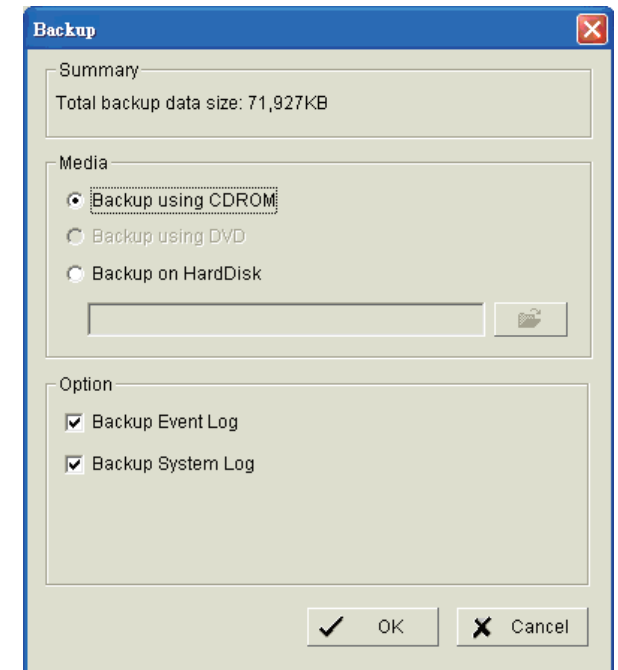 Backup
Summary
Total backup data size: 71,927KB
Media
Backup using CDROM
Backup using DVD
Backup on HardDisk
Option
Backup Event Log
Backup System Log
OK
Cancel